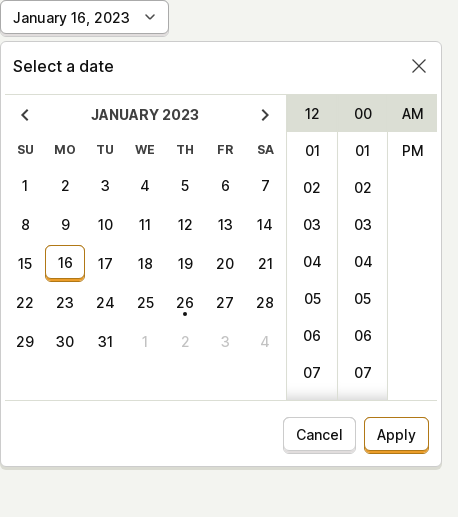 January 16, 2023
Select a date
JANUARY 2023
SU MO TU WE TH FR SA
1 2 3 4 5 6 7
8 9 10 11 12 13 14
15 16 17 18 19 20 21
22 23 24 25 26 27 28
29 30 31 1 2 3 4
12 00 AM
01 01 PM
02 02
03 03
04 04
05 05
06 06
07 07
Cancel Apply